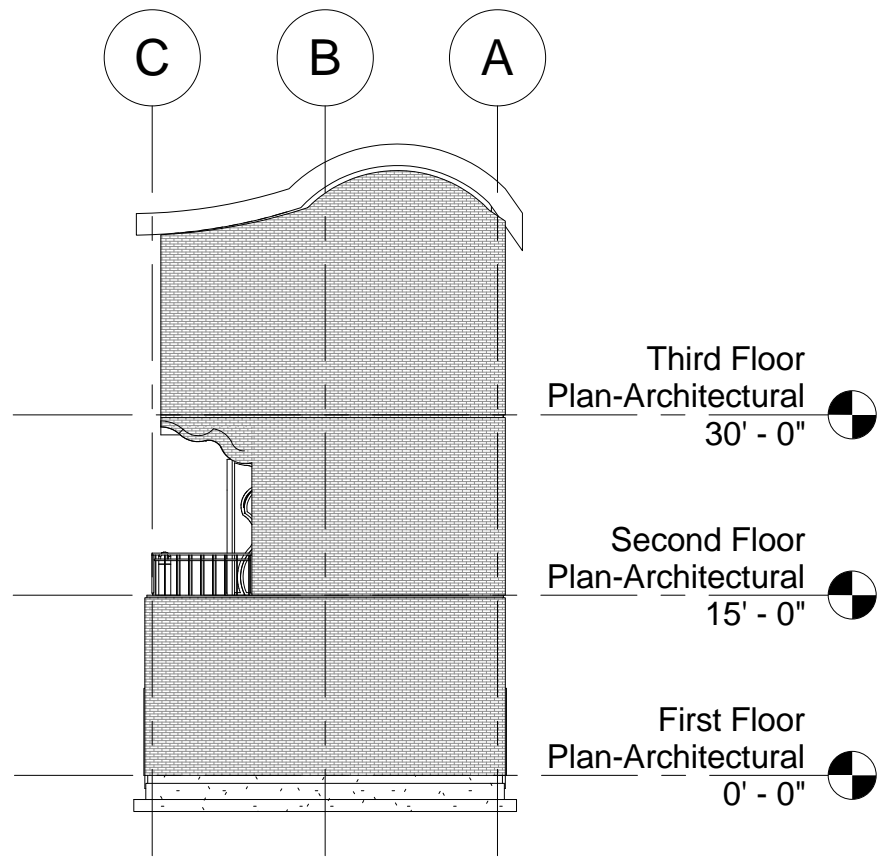 C
B
A
Third Floor
Plan-Architectural
30' - 0"
Second Floor
Plan-Architectural
15' - 0"
First Floor
Plan-Architectural
0' - 0"